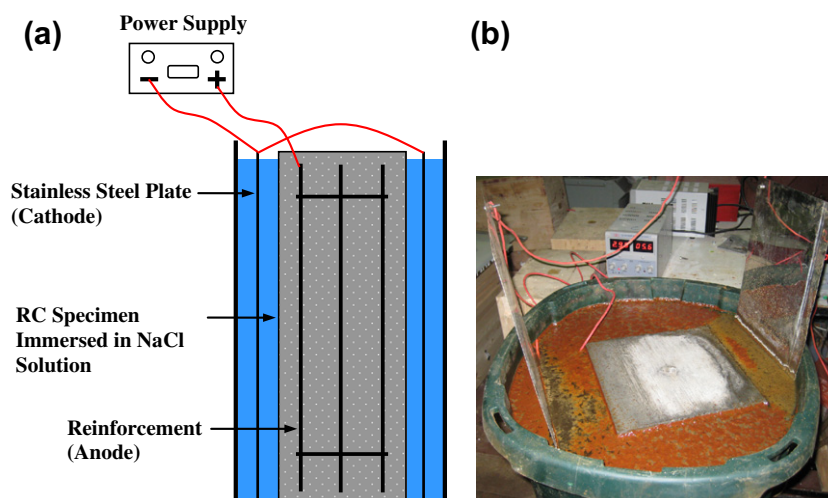 (a)
Power Supply
(b)
− +
Stainless Steel Plate
(Cathode)
RC Specimen
Immersed in NaCl
Solution
Reinforcement
(Anode)